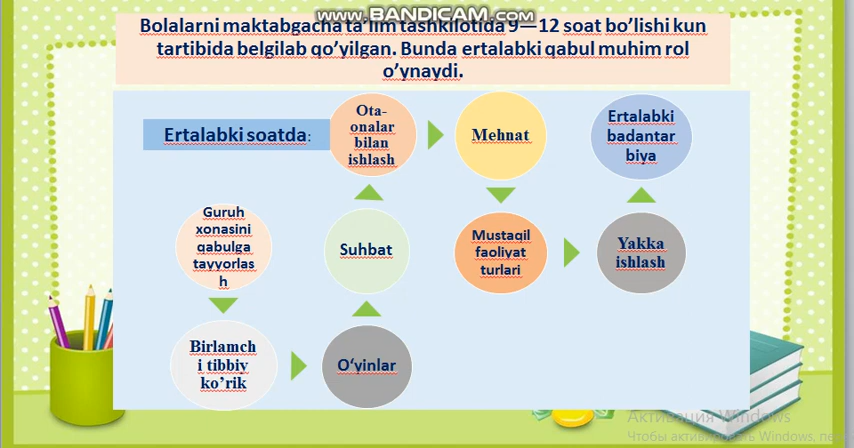 www.BANDICAM.com
Bolalarni maktabgacha ta'lim tashkilotida 9—12 soat bo'lishi kun
tartibida belgilab qo'yilgan. Bunda ertalabki qabul muhim rol
o'ynaydi.
Ertalabki soatda:
Guruh
xonasini
qabulga
tayyorlas
h
Birlamch
i tibbiy
ko'rik
O'yinlar
Suhbat
Ota-
onalar
bilan
ishlash
Mehnat
Mustaqil
faoliyat
turlari
Yakka
ishlash
Ertalabki
badantar
biya
Активация Windows
Чтобы активировать Windows, пе